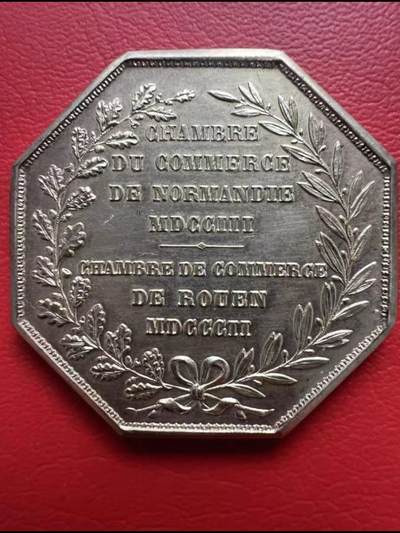 CHAMBRE
DU COMMERCE
DE NORMANDIE
MDCCIII
CHAMBRE DE COMMERCE
DE ROUEN
MDCCCII